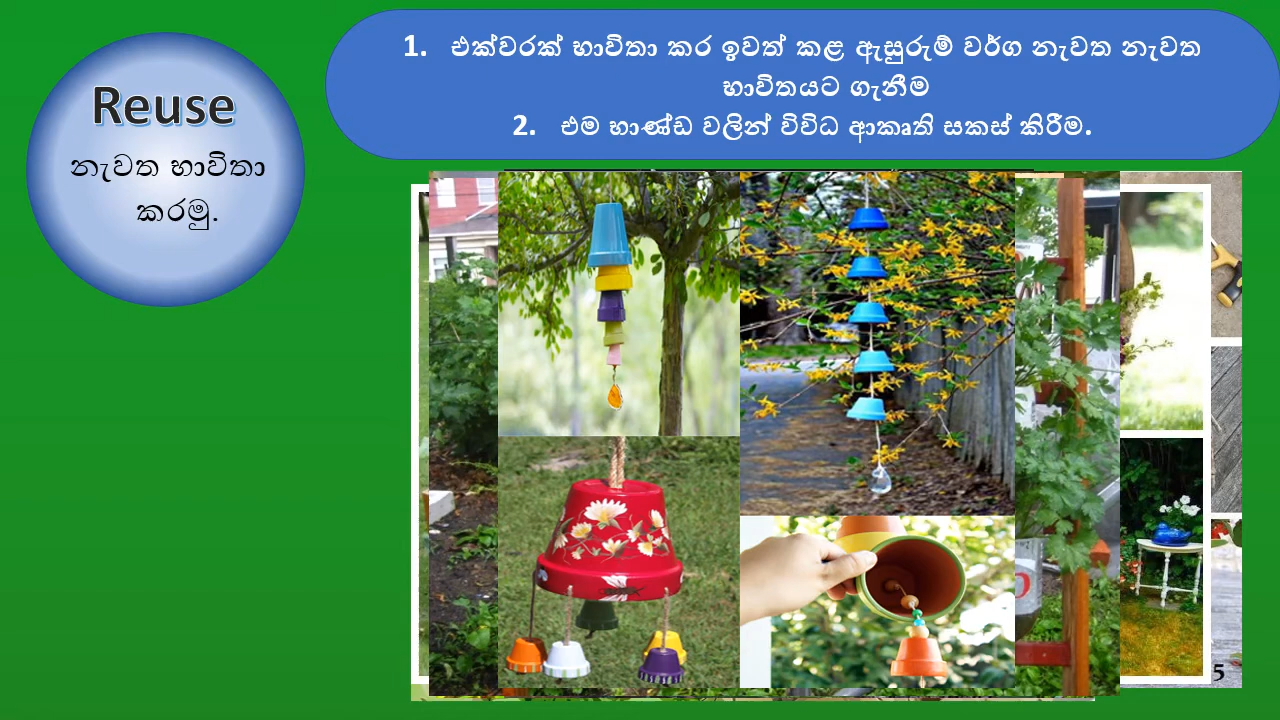 Reuse
නැවත භාවිතා
කරමු.
1. එක්වරක් භාවිතා කර ඉවත් කළ ඇසුරුම් වර්ග නැවත නැවත
භාවිතයට ගැනීම
2. එම භාණ්ඩ වලින් විවිධ ආකෘති සකස් කිරීම.
5